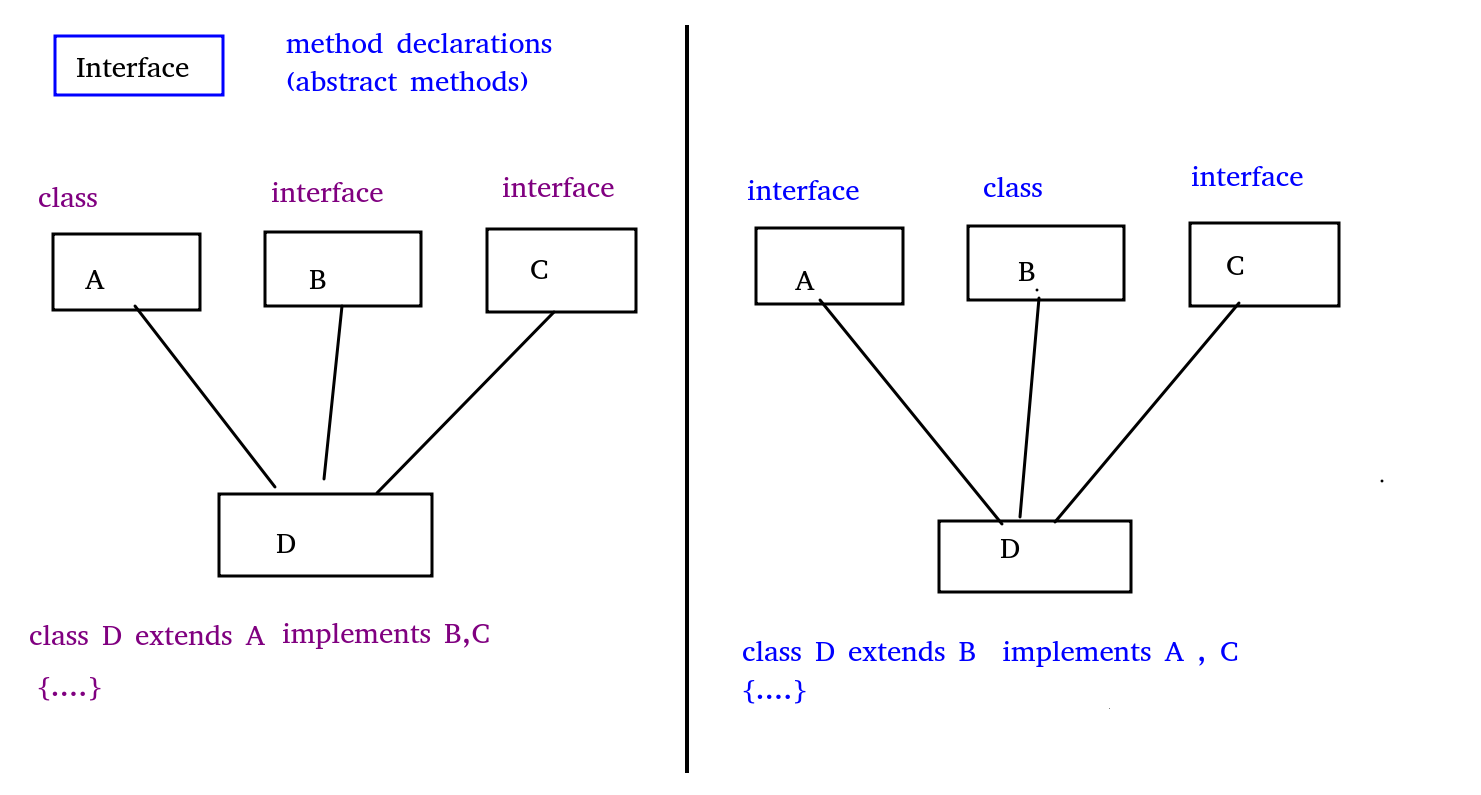 Interface
method declarations
(abstract methods)
class
interface
interface
A
B
C
D
class D extends A implements B,C
{....}
interface
class
interface
A
B
C
D
class D extends B implements A , C
{....}